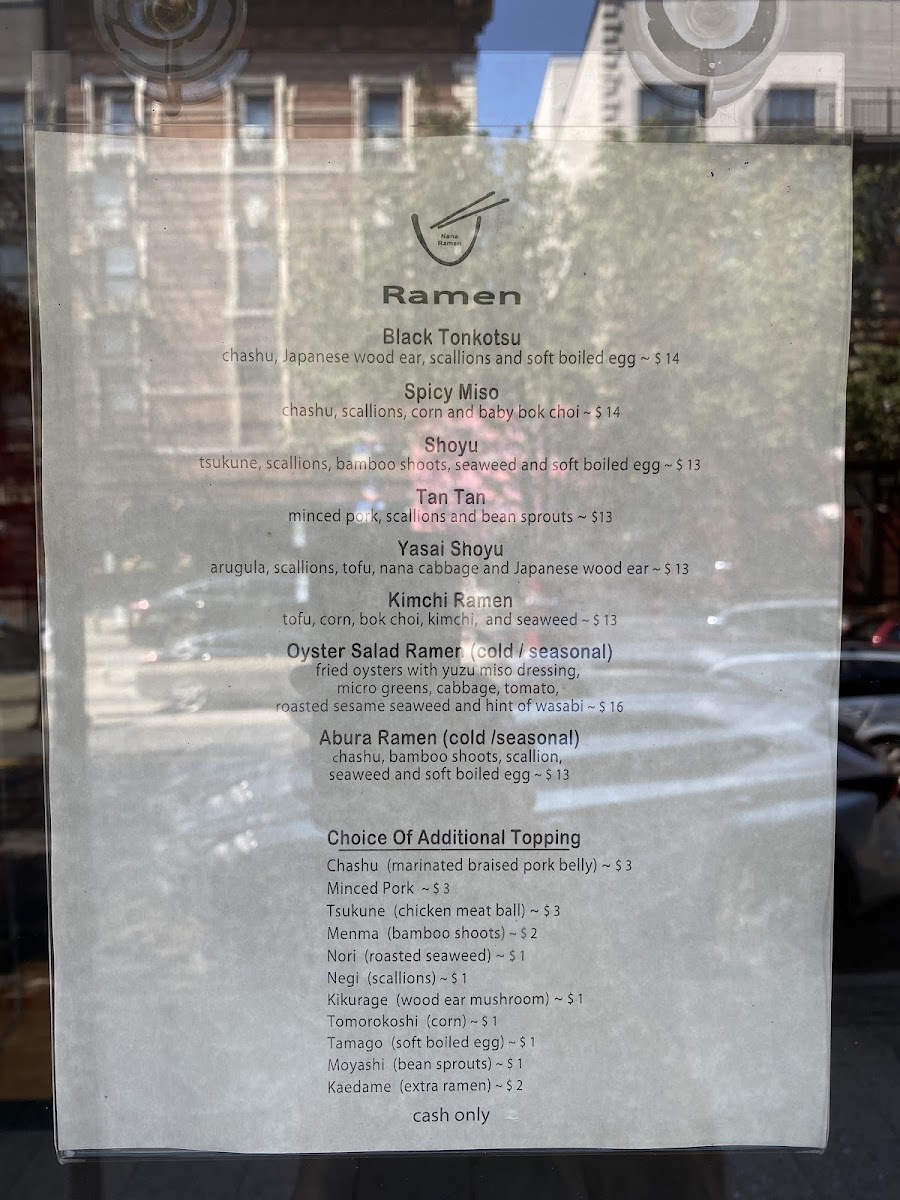 Nana
Ramen
Ramen
Black Tonkotsu
chashu, Japanese wood ear, scallions and soft boiled egg ~ $ 14
Spicy Miso
chashu, scallions, corn and baby bok choi ~ $ 14
Shoyu
tsukune, scallions, bamboo shoots, seaweed and soft boiled egg ~ $ 13
Tan Tan
minced pork, scallions and bean sprouts ~ $13
Yasai Shoyu
arugula, scallions, tofu, nana cabbage and Japanese wood ear ~ $ 13
Kimchi Ramen
tofu, corn, bok choi, kimchi, and seaweed ~ $ 13
Oyster Salad Ramen (cold / seasonal)
fried oysters with yuzu miso dressing,
micro greens, cabbage, tomato,
roasted sesame seaweed and hint of wasabi ~ $ 16
Abura Ramen (cold /seasonal)
chashu, bamboo shoots, scallion,
seaweed and soft boiled egg ~ $ 13
Choice Of Additional Topping
Chashu (marinated braised pork belly) ~ $ 3
Minced Pork ~ $ 3
Tsukune (chicken meat ball) ~ $ 3
Menma (bamboo shoots) ~ $ 2
Nori (roasted seaweed) ~ $ 1
Negi (scallions) ~ $ 1
Kikurage (wood ear mushroom) ~ $ 1
Tomorokoshi (corn) ~ $ 1
Tamago (soft boiled egg) ~ $ 1
Moyashi (bean sprouts) ~ $ 1
Kaedame (extra ramen) ~ $ 2
cash only